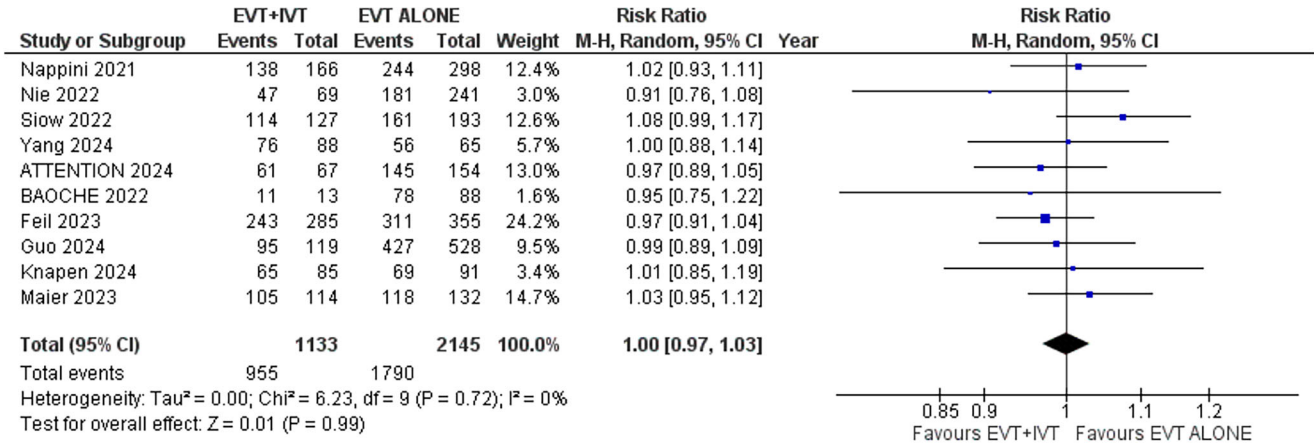 EVT+IVT EVT ALONE Risk Ratio Risk Ratio
Study or Subgroup Events Total Events Total Weight M-H, Random, 95% CI Year M-H, Random, 95% CI
Nappini 2021 138 166 244 298 12.4% 1.02 [0.93, 1.11]
Nie 2022 47 69 181 241 3.0% 0.91 [0.76, 1.08]
Siow 2022 114 127 161 193 12.6% 1.08 [0.99, 1.17]
Yang 2024 76 88 56 65 5.7% 1.00 [0.88, 1.14]
ATTENTION 2024 61 67 145 154 13.0% 0.97 [0.89, 1.05]
BAOCHE 2022 11 13 78 88 1.6% 0.95 [0.75, 1.22]
Feil 2023 243 285 311 355 24.2% 0.97 [0.91, 1.04]
Guo 2024 95 119 427 528 9.5% 0.99 [0.89, 1.09]
Knapen 2024 65 85 69 91 3.4% 1.01 [0.85, 1.19]
Maier 2023 105 114 118 132 14.7% 1.03 [0.95, 1.12]
Total (95% CI) 1133 2145 100.0% 1.00 [0.97, 1.03]
Total events 955 1790
Heterogeneity: Tau² = 0.00; Chi² = 6.23, df = 9 (P = 0.72); I² = 0%
Test for overall effect: Z = 0.01 (P = 0.99)
0.85 0.9 1 1.1 1.2
Favours EVT+IVT Favours EVT ALONE